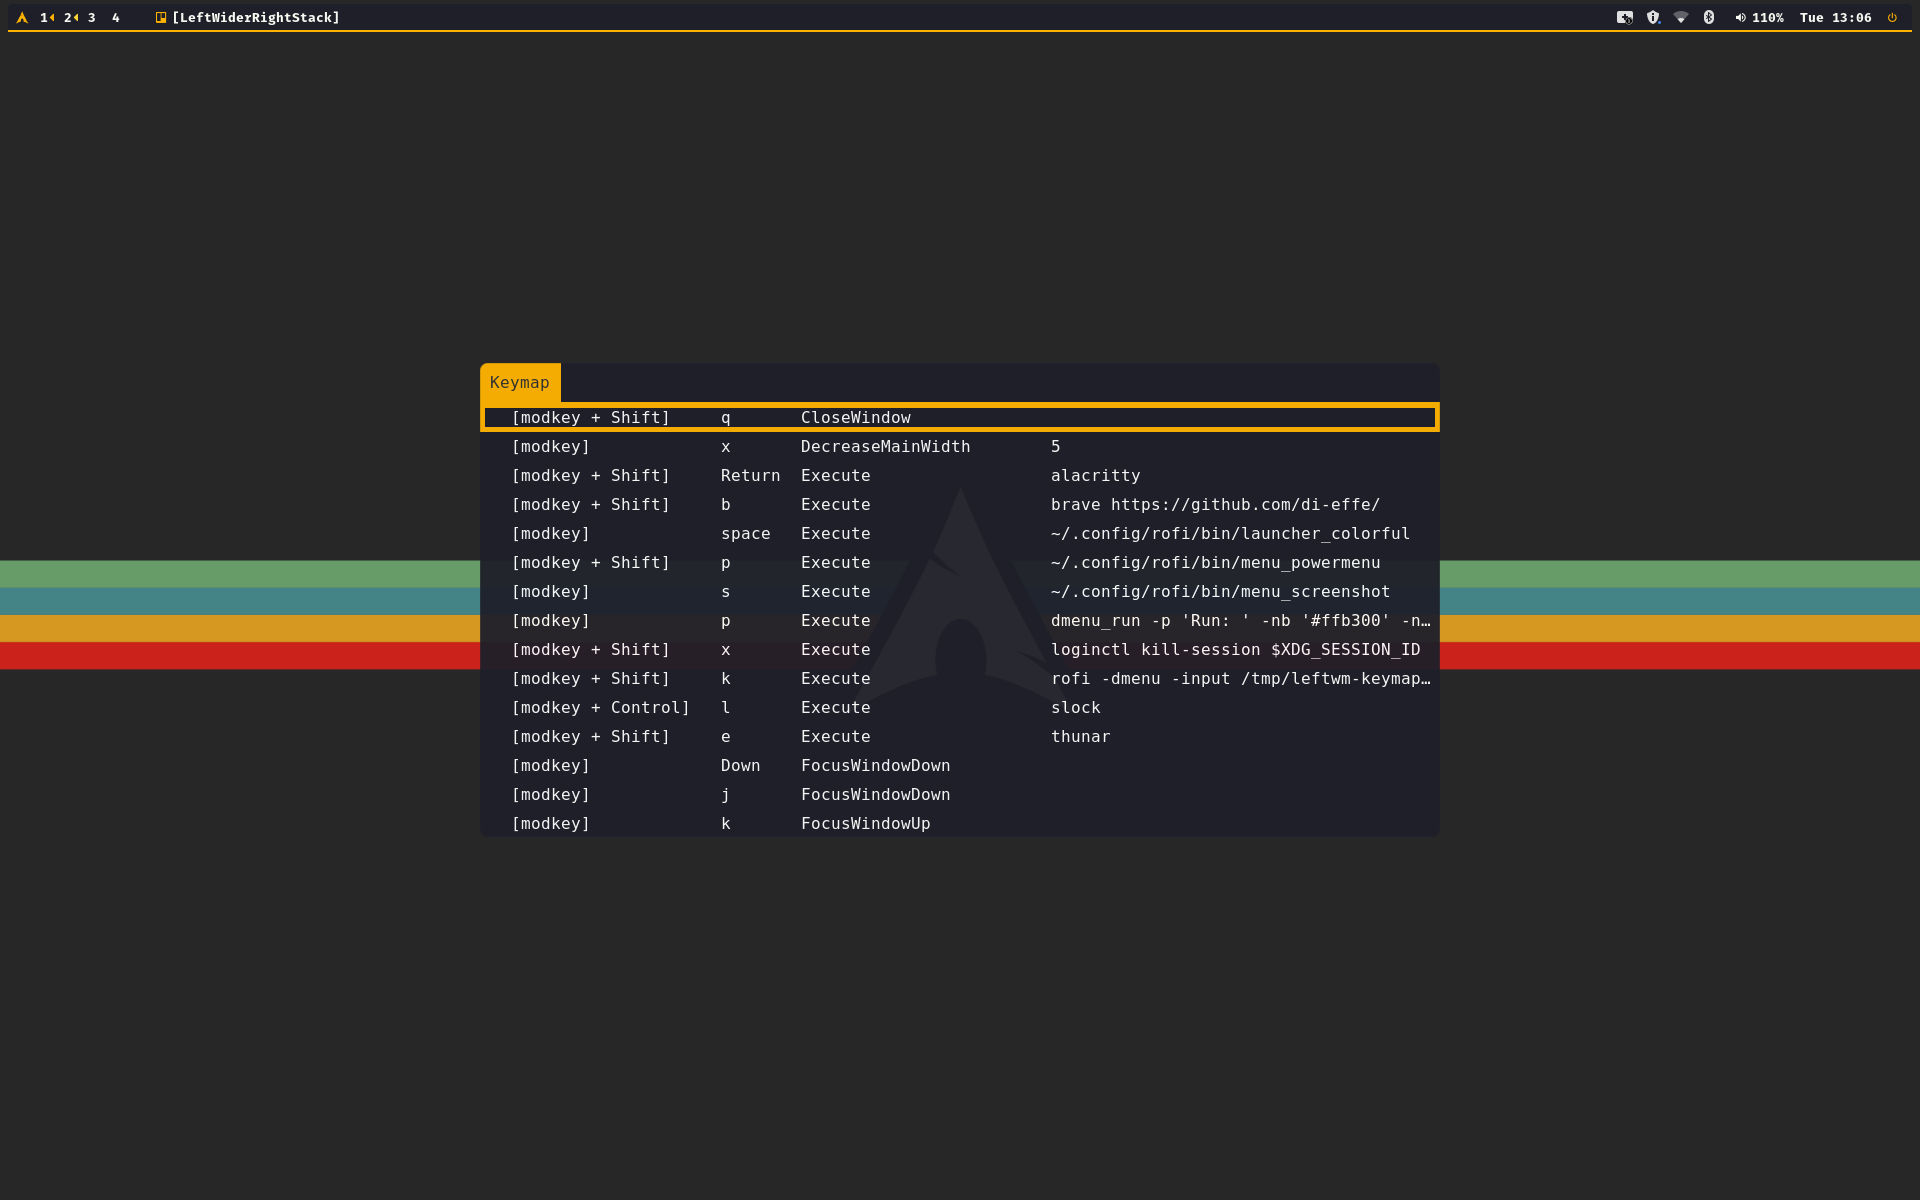 1 2 3 4 [LeftWiderRightStack] 110% Tue 13:06
Keymap
[modkey + Shift] q CloseWindow
[modkey] x DecreaseMainWidth 5
[modkey + Shift] Return Execute alacritty
[modkey + Shift] b Execute brave https://github.com/di-effe/
[modkey] space Execute ~/.config/rofi/bin/launcher_colorful
[modkey + Shift] p Execute ~/.config/rofi/bin/menu_powermenu
[modkey] s Execute ~/.config/rofi/bin/menu_screenshot
[modkey] p Execute dmenu_run -p 'Run: ' -nb '#ffb300' -n…
[modkey + Shift] x Execute loginctl kill-session $XDG_SESSION_ID
[modkey + Shift] k Execute rofi -dmenu -input /tmp/leftwm-keymap…
[modkey + Control] l Execute slock
[modkey + Shift] e Execute thunar
[modkey] Down FocusWindowDown
[modkey] j FocusWindowDown
[modkey] k FocusWindowUp